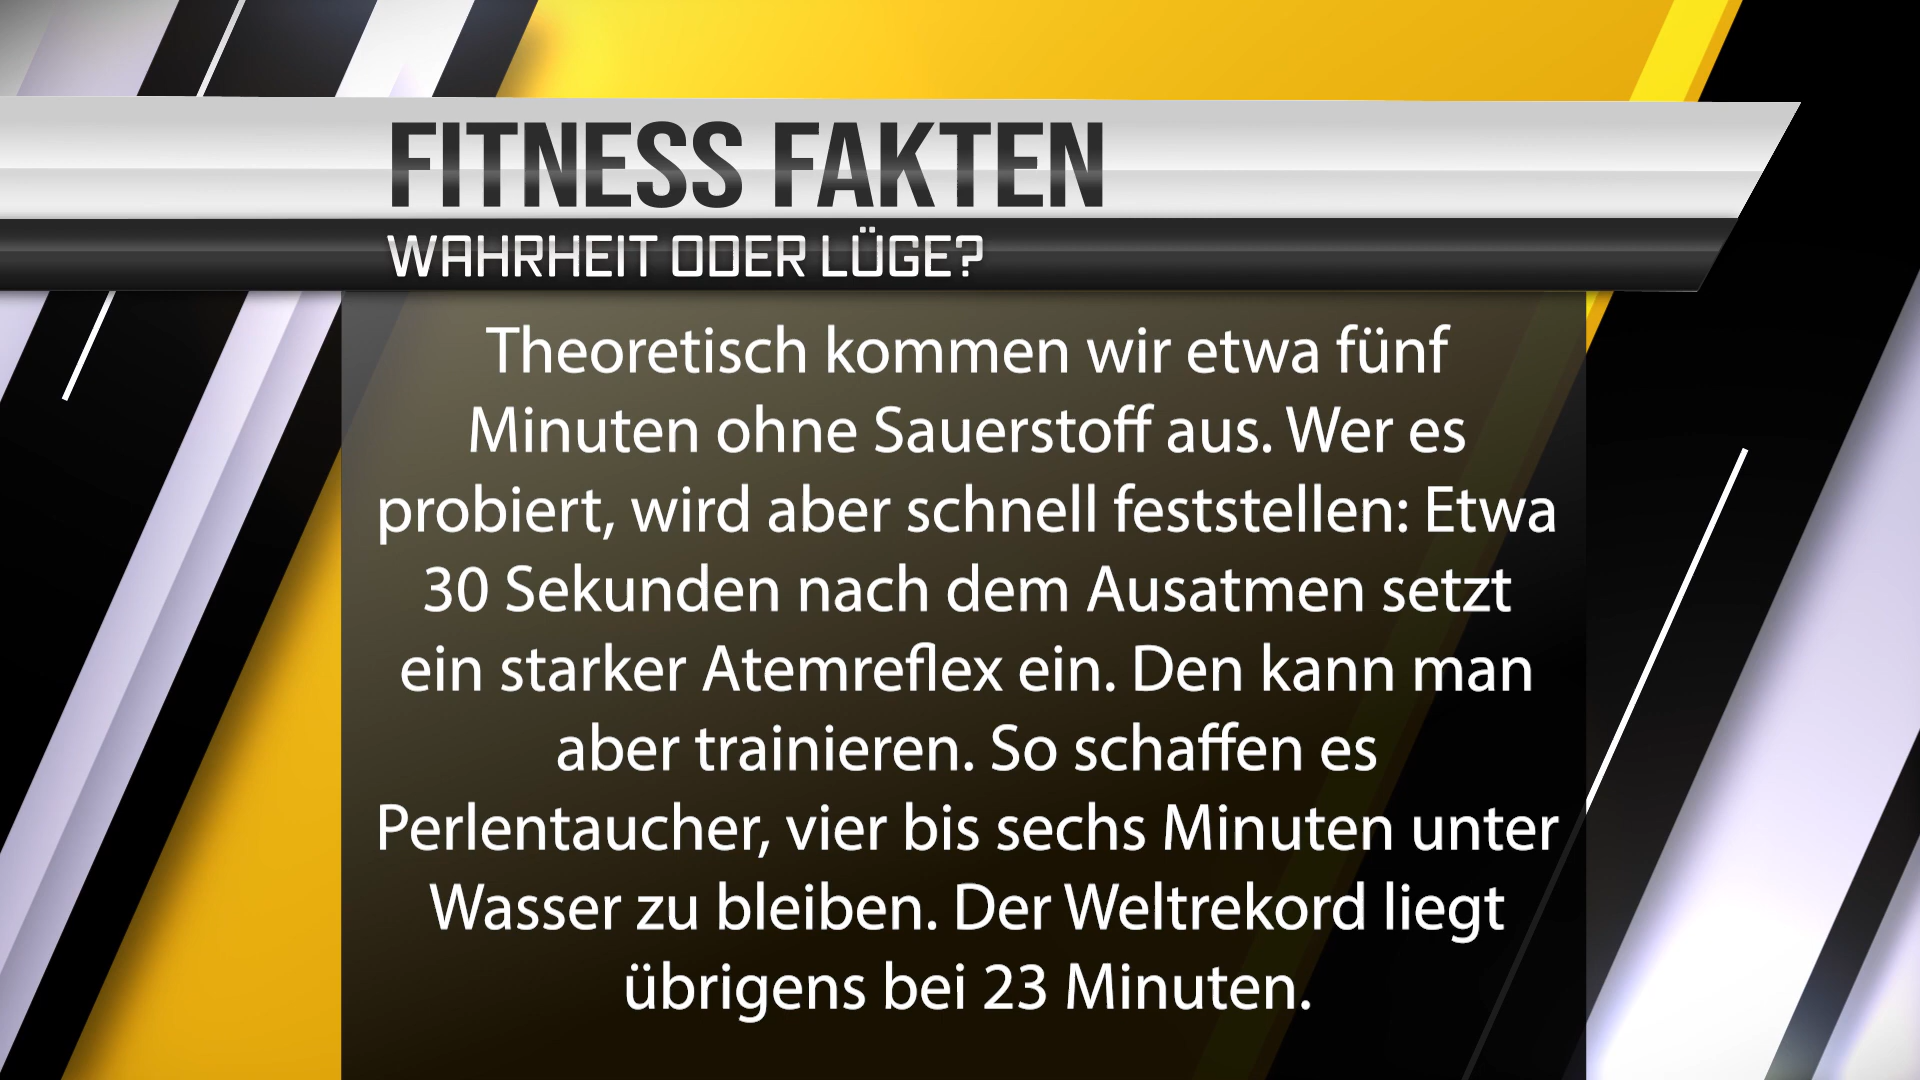 FITNESS FAKTEN
WAHRHEIT ODER LÜGE?
Theoretisch kommen wir etwa fünf
Minuten ohne Sauerstoff aus. Wer es
probiert, wird aber schnell feststellen: Etwa
30 Sekunden nach dem Ausatmen setzt
ein starker Atemreflex ein. Den kann man
aber trainieren. So schaffen es
Perlentaucher, vier bis sechs Minuten unter
Wasser zu bleiben. Der Weltrekord liegt
übrigens bei 23 Minuten.